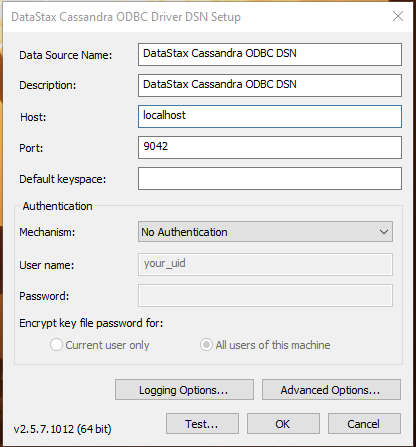 DataStax Cassandra ODBC Driver DSN Setup
Data Source Name: DataStax Cassandra ODBC DSN
Description: DataStax Cassandra ODBC DSN
Host: localhost
Port: 9042
Default keyspace:
Authentication
Mechanism: No Authentication
User name: your_uid
Password:
Encrypt key file password for:
Current user only All users of this machine
Logging Options... Advanced Options...
v2.5.7.1012 (64 bit) Test... OK Cancel